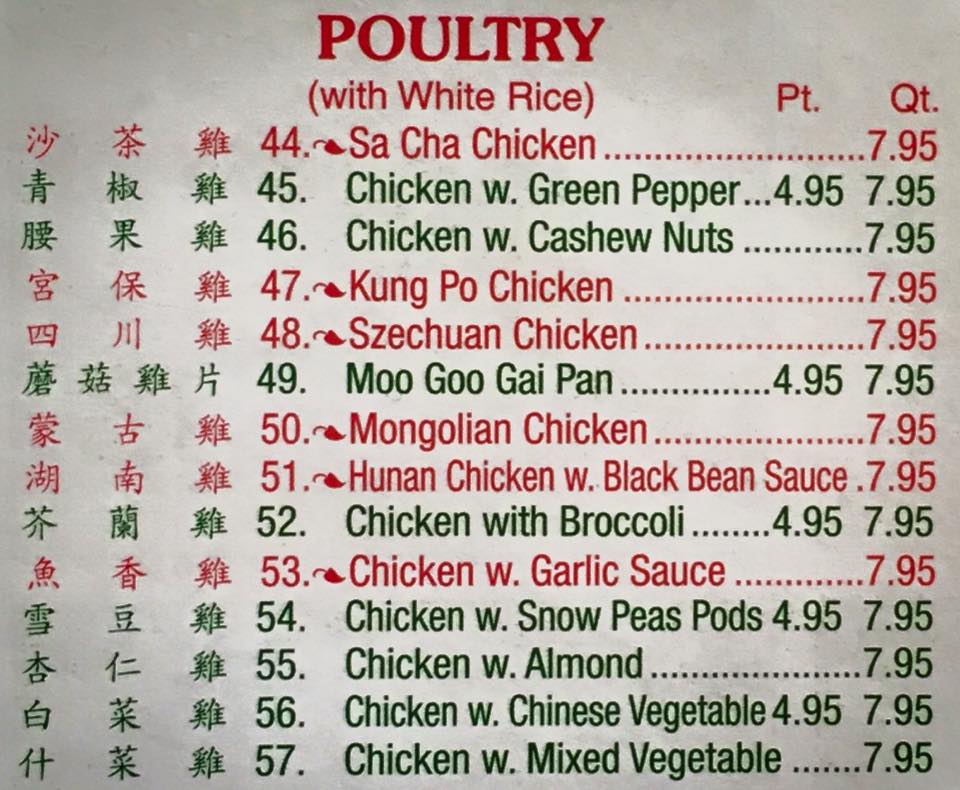 POULTRY
(with White Rice) Pt. Qt.
沙茶雞 44. Sa Cha Chicken..........................7.95
青椒雞 45. Chicken w. Green Pepper...4.95 7.95
腰果雞 46. Chicken w. Cashew Nuts ............7.95
宮保雞 47. Kung Po Chicken ........................7.95
四川雞 48. Szechuan Chicken......................7.95
蘑菇雞片 49. Moo Goo Gai Pan...............4.95 7.95
蒙古雞 50. Mongolian Chicken.....................7.95
湖南雞 51. Hunan Chicken w. Black Bean Sauce .7.95
芥蘭雞 52. Chicken with Broccoli........4.95 7.95
魚香雞 53. Chicken w. Garlic Sauce .............7.95
雪豆雞 54. Chicken w. Snow Peas Pods 4.95 7.95
杏仁雞 55. Chicken w. Almond.....................7.95
白菜雞 56. Chicken w. Chinese Vegetable 4.95 7.95
什菜雞 57. Chicken w. Mixed Vegetable .......7.95